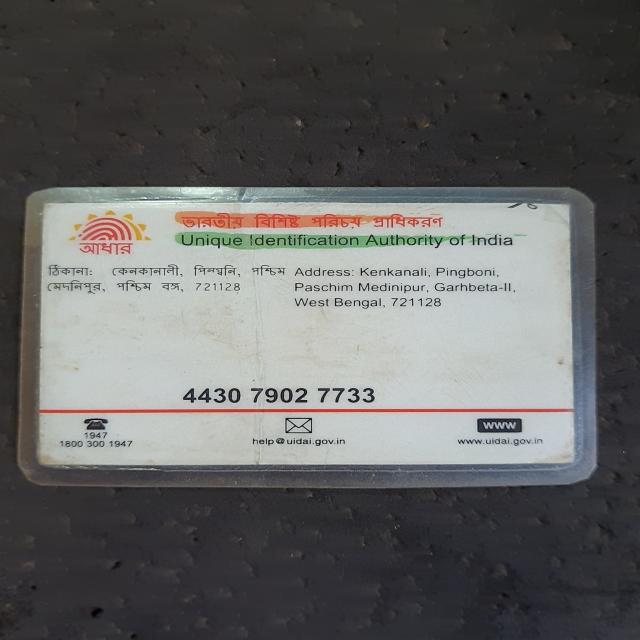 ভারতীয় বিশিষ্ট পরিচয় প্রাধিকরণ
Unique Identification Authority of India
আধার
ঠিকানা: কেনকানালী, পিঙ্গবনি, পশ্চিম
মেদনিপুর, পশ্চিম বঙ্গ, 721128
Address: Kenkanali, Pingboni,
Paschim Medinipur, Garhbeta-II,
West Bengal, 721128
4430 7902 7733
1947
1800 300 1947
help@uidai.gov.in
www
www.uidai.gov.in